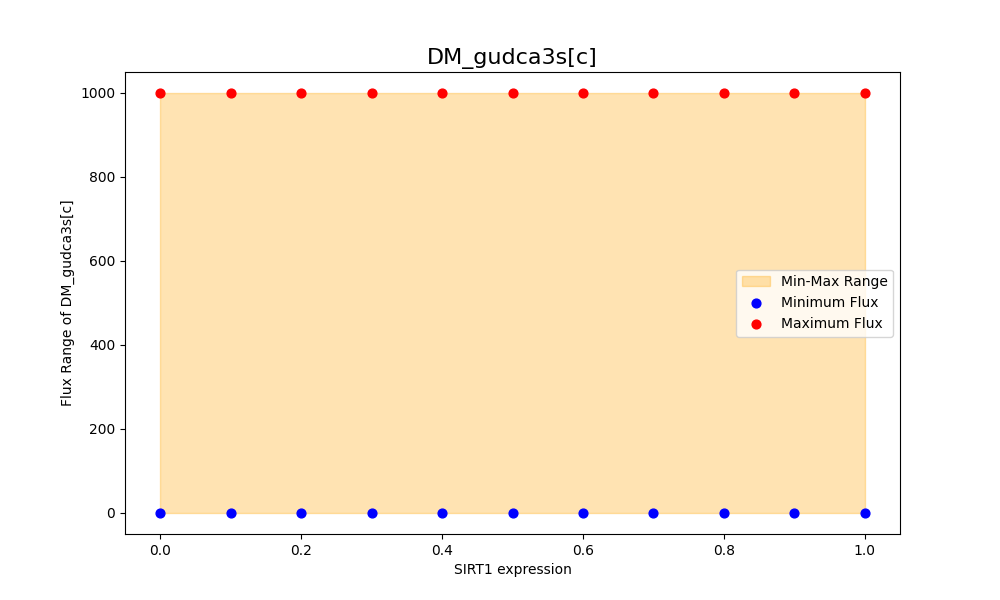 DM_gudca3s[c]
Flux Range of DM_gudca3s[c]
1000
800
600
400
200
0
Min-Max Range
Minimum Flux
Maximum Flux
0.0 0.2 0.4 0.6 0.8 1.0
SIRT1 expression